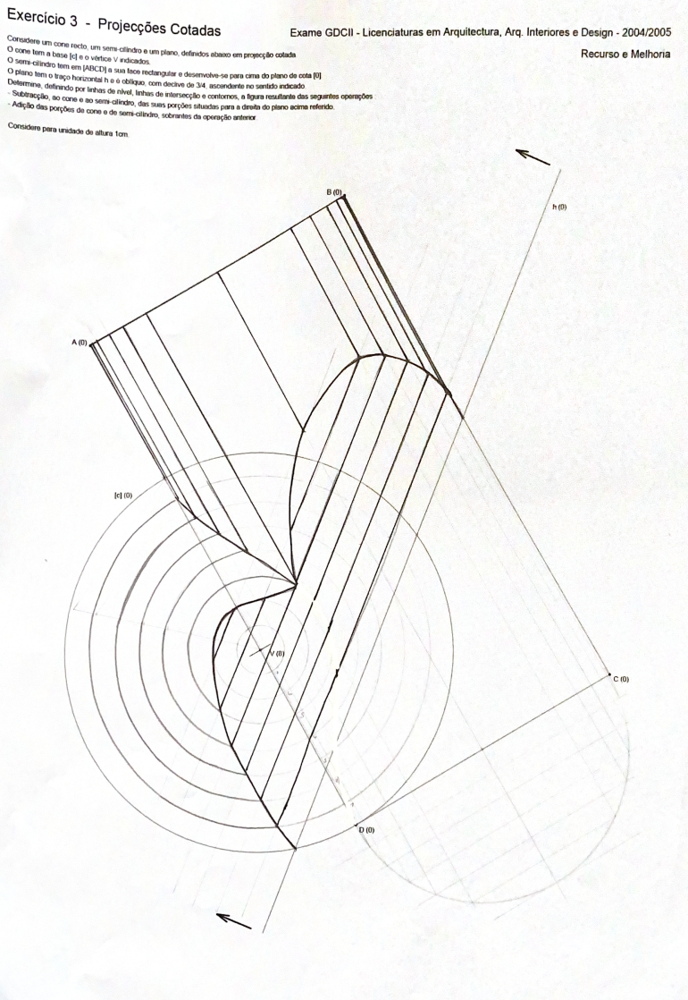 Exercício 3 - Projecções Cotadas
Exame GDCII - Licenciaturas em Arquitectura, Arq. Interiores e Design - 2004/2005
Recurso e Melhoria
Considere um cone recto, um semi-cilindro e um plano, definidos abaixo em projecção cotada
O cone tem a base [c] e o vértice V indicados.
O semi-cilindro tem em [ABCD] a sua face rectangular e desenvolve-se para cima do plano de cota [0]
O plano tem o traço horizontal h e é oblíquo, com declive de 3/4, ascendente no sentido indicado.
Determine, definindo por linhas de nível, linhas de intersecção e contornos, a figura resultante das seguintes operações :
- Subtracção, ao cone e ao semi-cilindro, das suas porções situadas para a direita do plano acima referido.
- Adição das porções de cone e de semi-cilindro, sobrantes da operação anterior
Considere para unidade de altura 1cm.
B (0)
h (0)
A (0)
[c] (0)
V (8)
C (0)
D (0)